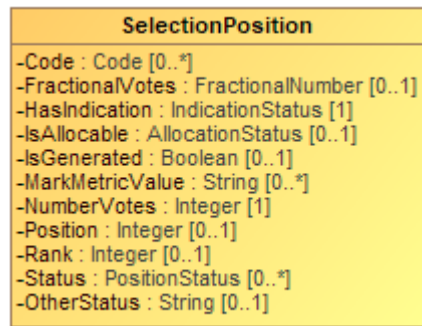 SelectionPosition
-Code : Code [0..*]
-FractionalVotes : FractionalNumber [0..1]
-HasIndication : IndicationStatus [1]
-IsAllocable : AllocationStatus [0..1]
-IsGenerated : Boolean [0..1]
-MarkMetricValue : String [0..*]
-NumberVotes : Integer [1]
-Position : Integer [0..1]
-Rank : Integer [0..1]
-Status : PositionStatus [0..*]
-OtherStatus : String [0..1]